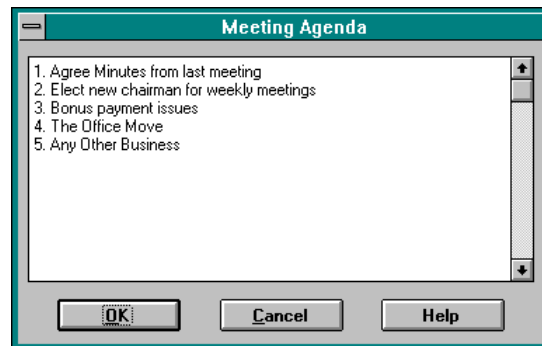 Meeting Agenda
1. Agree Minutes from last meeting
2. Elect new chairman for weekly meetings
3. Bonus payment issues
4. The Office Move
5. Any Other Business
OK
Cancel
Help